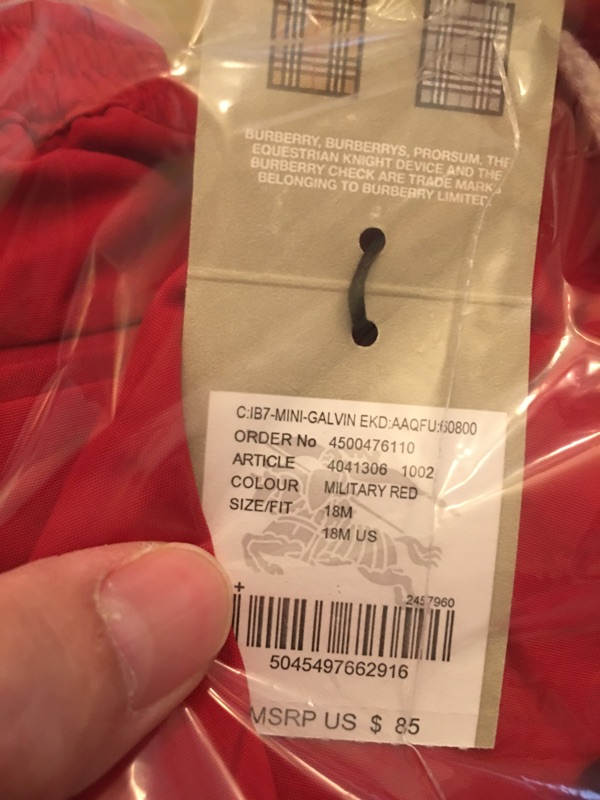 BURBERRY, BURBERRYS, PRORSUM, THE
EQUESTRIAN KNIGHT DEVICE AND THE
BURBERRY CHECK ARE TRADE MARKS
BELONGING TO BURBERRY LIMITED
C:IB7-MINI-GALVIN EKD:AAQFU:60800
ORDER No 4500476110
ARTICLE 4041306 1002
COLOUR MILITARY RED
SIZE/FIT 18M
18M US
+
2457960
5045497662916
MSRP US $ 85